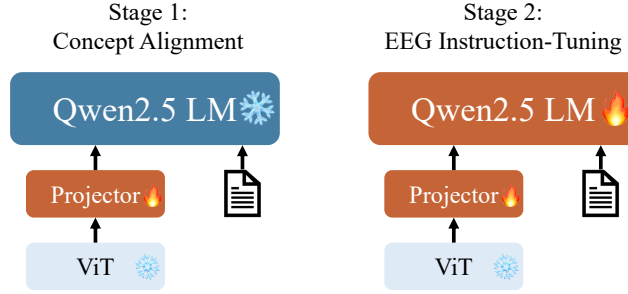 Stage 1:
Concept Alignment
Qwen2.5 LM
Projector
ViT
Stage 2:
EEG Instruction-Tuning
Qwen2.5 LM
Projector
ViT